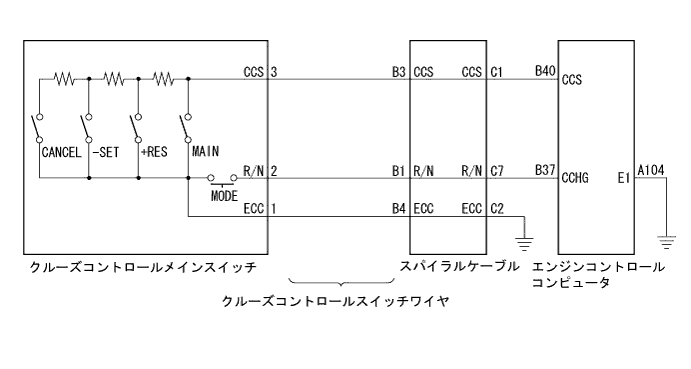 CCS 3 B3 CCS CCS C1 B40 CCS
CANCEL -SET +RES MAIN
R/N 2 B1 R/N R/N C7 B37 CCHG E1 A104
MODE
ECC 1 B4 ECC ECC C2
クルーズコントロールメインスイッチ
スパイラルケーブル
エンジンコントロール
コンピュータ
クルーズコントロールスイッチワイヤ